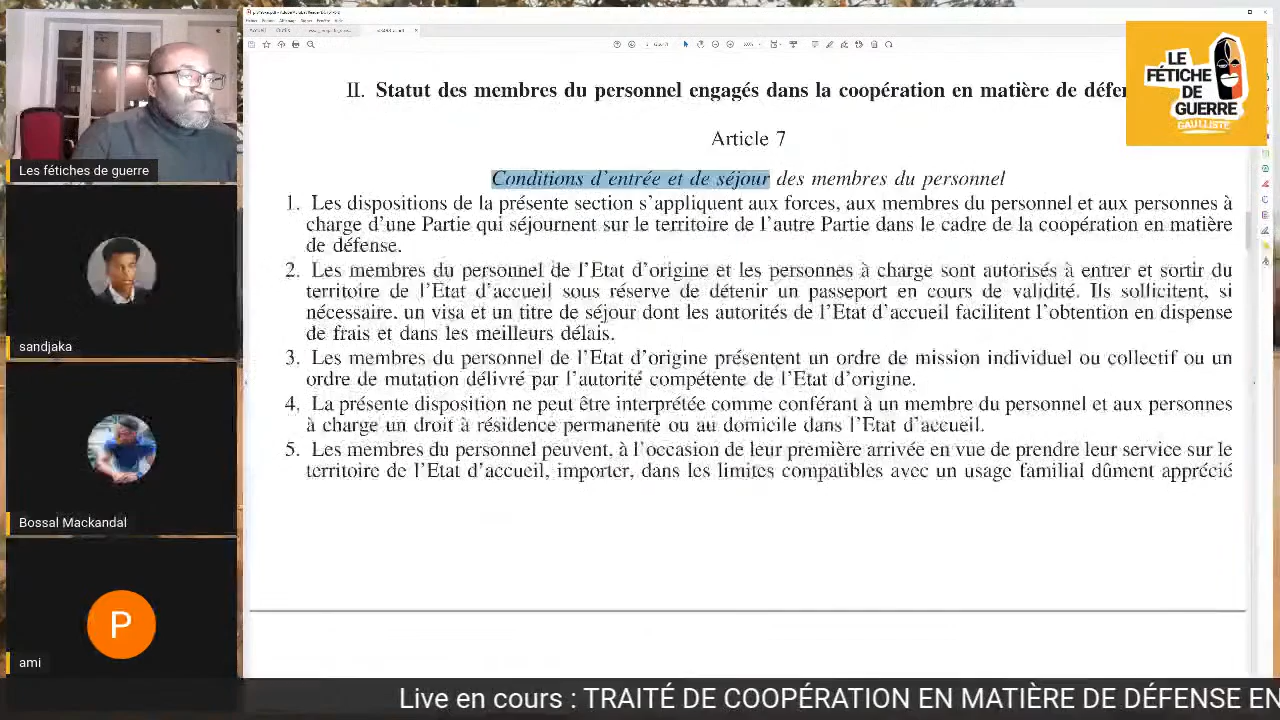 LE
FÉTICHE
DE
GUERRE
GAULLISTE
II. Statut des membres du personnel engagés dans la coopération en matière de
Article 7
Conditions d'entrée et de séjour des membres du personnel
1. Les dispositions de la présente section s'appliquent aux forces, aux membres du personnel et aux personnes à
charge d'une Partie qui séjournent sur le territoire de l'autre Partie dans le cadre de la coopération en matière
de défense.
2. Les membres du personnel de l'Etat d'origine et les personnes à charge sont autorisés à entrer et sortir du
territoire de l'Etat d'accueil sous réserve de détenir un passeport en cours de validité. Ils sollicitent, si
nécessaire, un visa et un titre de séjour dont les autorités de l'Etat d'accueil facilitent l'obtention en dispense
de frais et dans les meilleurs délais.
3. Les membres du personnel de l'Etat d'origine présentent un ordre de mission individuel ou collectif ou un
ordre de mutation délivré par l'autorité compétente de l'Etat d'origine.
4. La présente disposition ne peut être interprétée comme conférant à un membre du personnel et aux personnes
à charge un droit à résidence permanente ou au domicile dans l'Etat d'accueil.
5. Les membres du personnel peuvent, à l'occasion de leur première arrivée en vue de prendre leur service sur le
territoire de l'Etat d'accueil, importer, dans les limites compatibles avec un usage familial dûment apprécié
Les fétiches de guerre
sandjaka
Bossal Mackandal
P
ami
Live en cours : TRAITÉ DE COOPÉRATION EN MATIÈRE DE DÉFENSE EN